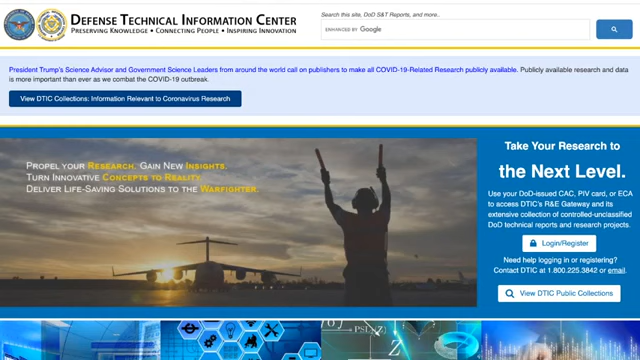 DEFENSE TECHNICAL INFORMATION CENTER
PRESERVING KNOWLEDGE • CONNECTING PEOPLE • INSPIRING INNOVATION
Search this site, DoD S&T Reports, and more..
ENHANCED BY Google
President Trump's Science Advisor and Government Science Leaders from around the world call on publishers to make all COVID-19-Related Research publicly available. Publicly available research and data
is more important than ever as we combat the COVID-19 outbreak.
View DTIC Collections: Information Relevant to Coronavirus Research
PROPEL YOUR RESEARCH. GAIN NEW INSIGHTS.
TURN INNOVATIVE CONCEPTS TO REALITY.
DELIVER LIFE-SAVING SOLUTIONS TO THE WARFIGHTER.
Take Your Research to
the Next Level.
Use your DoD-issued CAC, PIV card, or ECA
to access DTIC's R&E Gateway and its
extensive collection of controlled-unclassified
DoD technical reports and research projects.
Login/Register
Need help logging in or registering?
Contact DTIC at 1.800.225.3842 or email.
View DTIC Public Collections